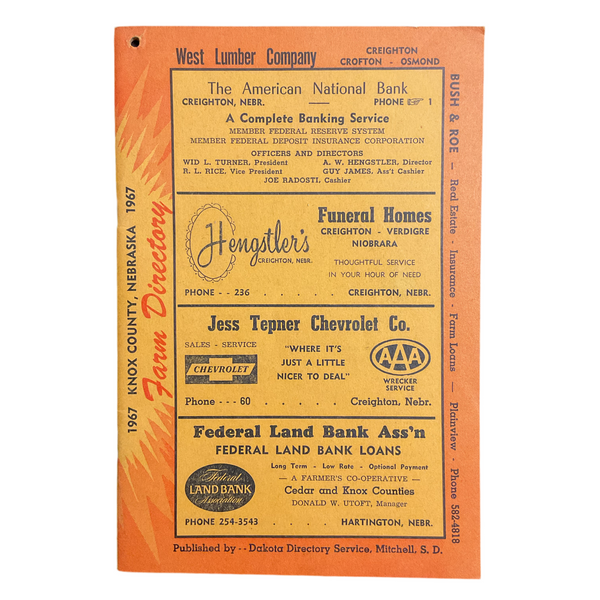 West Lumber Company
CREIGHTON
CROFTON - OSMOND
The American National Bank
CREIGHTON, NEBR. —— PHONE ☞ 1
A Complete Banking Service
MEMBER FEDERAL RESERVE SYSTEM
MEMBER FEDERAL DEPOSIT INSURANCE CORPORATION
OFFICERS AND DIRECTORS
WID L. TURNER, President A. W. HENGSTLER, Director
R. L. RICE, Vice President GUY JAMES, Ass't Cashier
JOE RADOSTI, Cashier
Hengstler's
CREIGHTON, NEBR.
Funeral Homes
CREIGHTON - VERDIGRE
NIOBRARA
THOUGHTFUL SERVICE
IN YOUR HOUR OF NEED
PHONE - - 236 . . . . . CREIGHTON, NEBR.
Jess Tepner Chevrolet Co.
SALES - SERVICE
CHEVROLET
"WHERE IT'S
JUST A LITTLE
NICER TO DEAL"
AAA
WRECKER
SERVICE
Phone - - - 60 . . . . . Creighton, Nebr.
Federal Land Bank Ass'n
FEDERAL LAND BANK LOANS
Long Term - Low Rate - Optional Payment
— A FARMER'S CO-OPERATIVE —
Cedar and Knox Counties
DONALD W. UTOFT, Manager
Federal
LAND BANK
Association
PHONE 254-3543 . . . . HARTINGTON, NEBR.
Published by - - Dakota Directory Service, Mitchell, S. D.
1967 KNOX COUNTY, NEBRASKA 1967
Farm Directory
BUSH & ROE — Real Estate - Insurance - Farm Loans — Plainview - Phone 582-4818